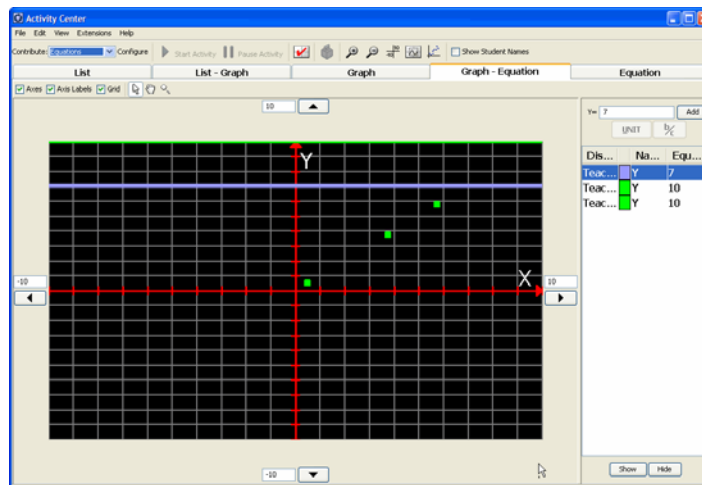 Activity Center
File Edit View Extensions Help
Contribute: Equations Configure Start Activity Pause Activity Show Student Names
List List - Graph Graph Graph - Equation Equation
Axes Axis Labels Grid
10
Y= 7 Add
UNIT b/c
Dis... Na... Equ...
Teac... Y 7
Teac... Y 10
Teac... Y 10
Y
-10 X 10
-10
Show Hide